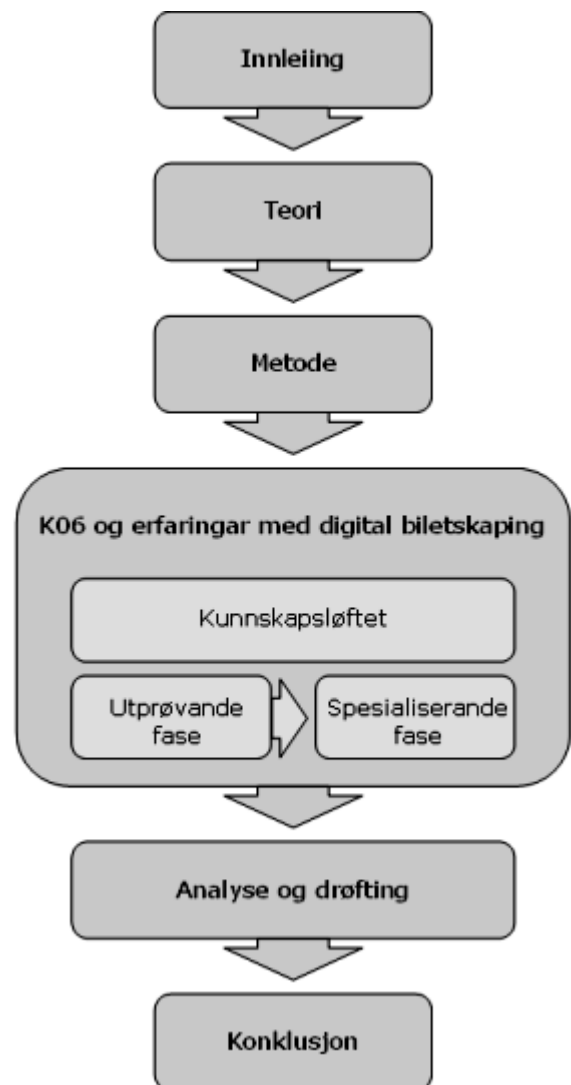 Innleiing
Teori
Metode
K06 og erfaringar med digital biletskaping
Kunnskapsløftet
Utprøvande
fase
Spesialiserande
fase
Analyse og drøfting
Konklusjon